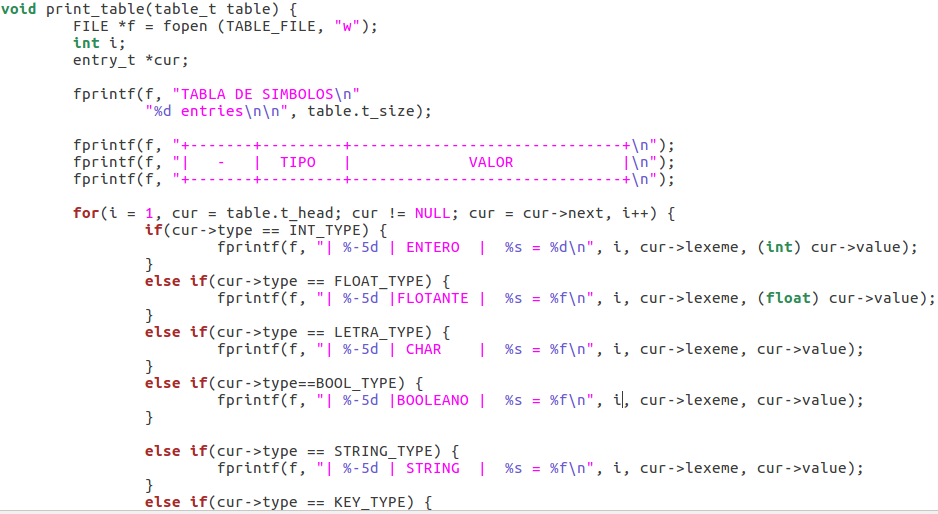 void print_table(table_t table) {
        FILE *f = fopen (TABLE_FILE, "w");
        int i;
        entry_t *cur;

        fprintf(f, "TABLA DE SIMBOLOS\n"
                "%d entries\n\n", table.t_size);

        fprintf(f, "+-------+---------+------------------------------+\n");
        fprintf(f, "|   -   |  TIPO   |             VALOR            |\n");
        fprintf(f, "+-------+---------+------------------------------+\n");

        for(i = 1, cur = table.t_head; cur != NULL; cur = cur->next, i++) {
                if(cur->type == INT_TYPE) {
                        fprintf(f, "| %-5d | ENTERO  |  %s = %d\n", i, cur->lexeme, (int) cur->value);
                }
                else if(cur->type == FLOAT_TYPE) {
                        fprintf(f, "| %-5d |FLOTANTE |  %s = %f\n", i, cur->lexeme, (float) cur->value);
                }
                else if(cur->type == LETRA_TYPE) {
                        fprintf(f, "| %-5d | CHAR    |  %s = %f\n", i, cur->lexeme, cur->value);
                }
                else if(cur->type==BOOL_TYPE) {
                        fprintf(f, "| %-5d |BOOLEANO |  %s = %f\n", i, cur->lexeme, cur->value);
                }

                else if(cur->type == STRING_TYPE) {
                        fprintf(f, "| %-5d | STRING  |  %s = %f\n", i, cur->lexeme, cur->value);
                }
                else if(cur->type == KEY_TYPE) {